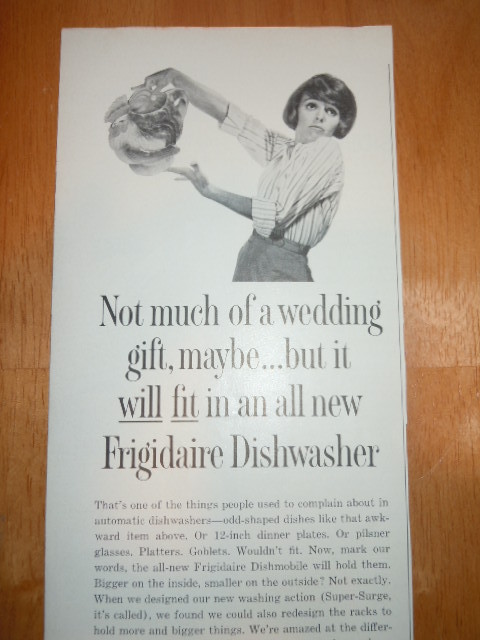 Not much of a wedding
gift, maybe...but it
will fit in an all new
Frigidaire Dishwasher
That's one of the things people used to complain about in
automatic dishwashers—odd-shaped dishes like that awk-
ward item above. Or 12-inch dinner plates. Or pilsner
glasses. Platters. Goblets. Wouldn't fit. Now, mark our
words, the all-new Frigidaire Dishmobile will hold them.
Bigger on the inside, smaller on the outside? Not exactly.
When we designed our new washing action (Super-Surge,
it's called), we found we could also redesign the racks to
hold more and bigger things. We're amazed at the differ-